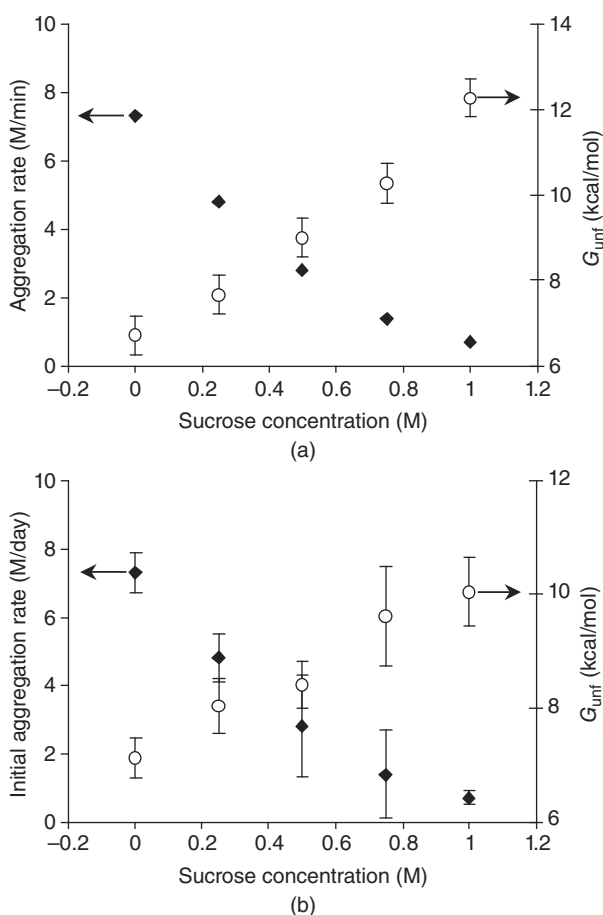 10
8
6
4
2
0
Aggregation rate (M/min)
14
12
10
8
6
G_unf (kcal/mol)
−0.2 0 0.2 0.4 0.6 0.8 1 1.2
Sucrose concentration (M)
(a)
10
8
6
4
2
0
Initial aggregation rate (M/day)
12
10
8
6
G_unf (kcal/mol)
−0.2 0 0.2 0.4 0.6 0.8 1 1.2
Sucrose concentration (M)
(b)